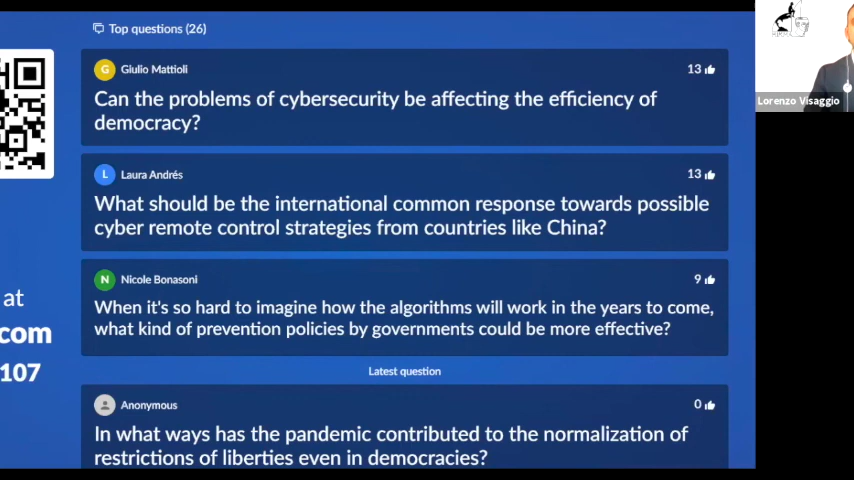 Top questions (26)
G Giulio Mattioli 13
Can the problems of cybersecurity be affecting the efficiency of
democracy?
L Laura Andrés 13
What should be the international common response towards possible
cyber remote control strategies from countries like China?
N Nicole Bonasoni 9
When it's so hard to imagine how the algorithms will work in the years to come,
what kind of prevention policies by governments could be more effective?
Latest question
Anonymous 0
In what ways has the pandemic contributed to the normalization of
restrictions of liberties even in democracies?
at
com
107
Lorenzo Visaggio